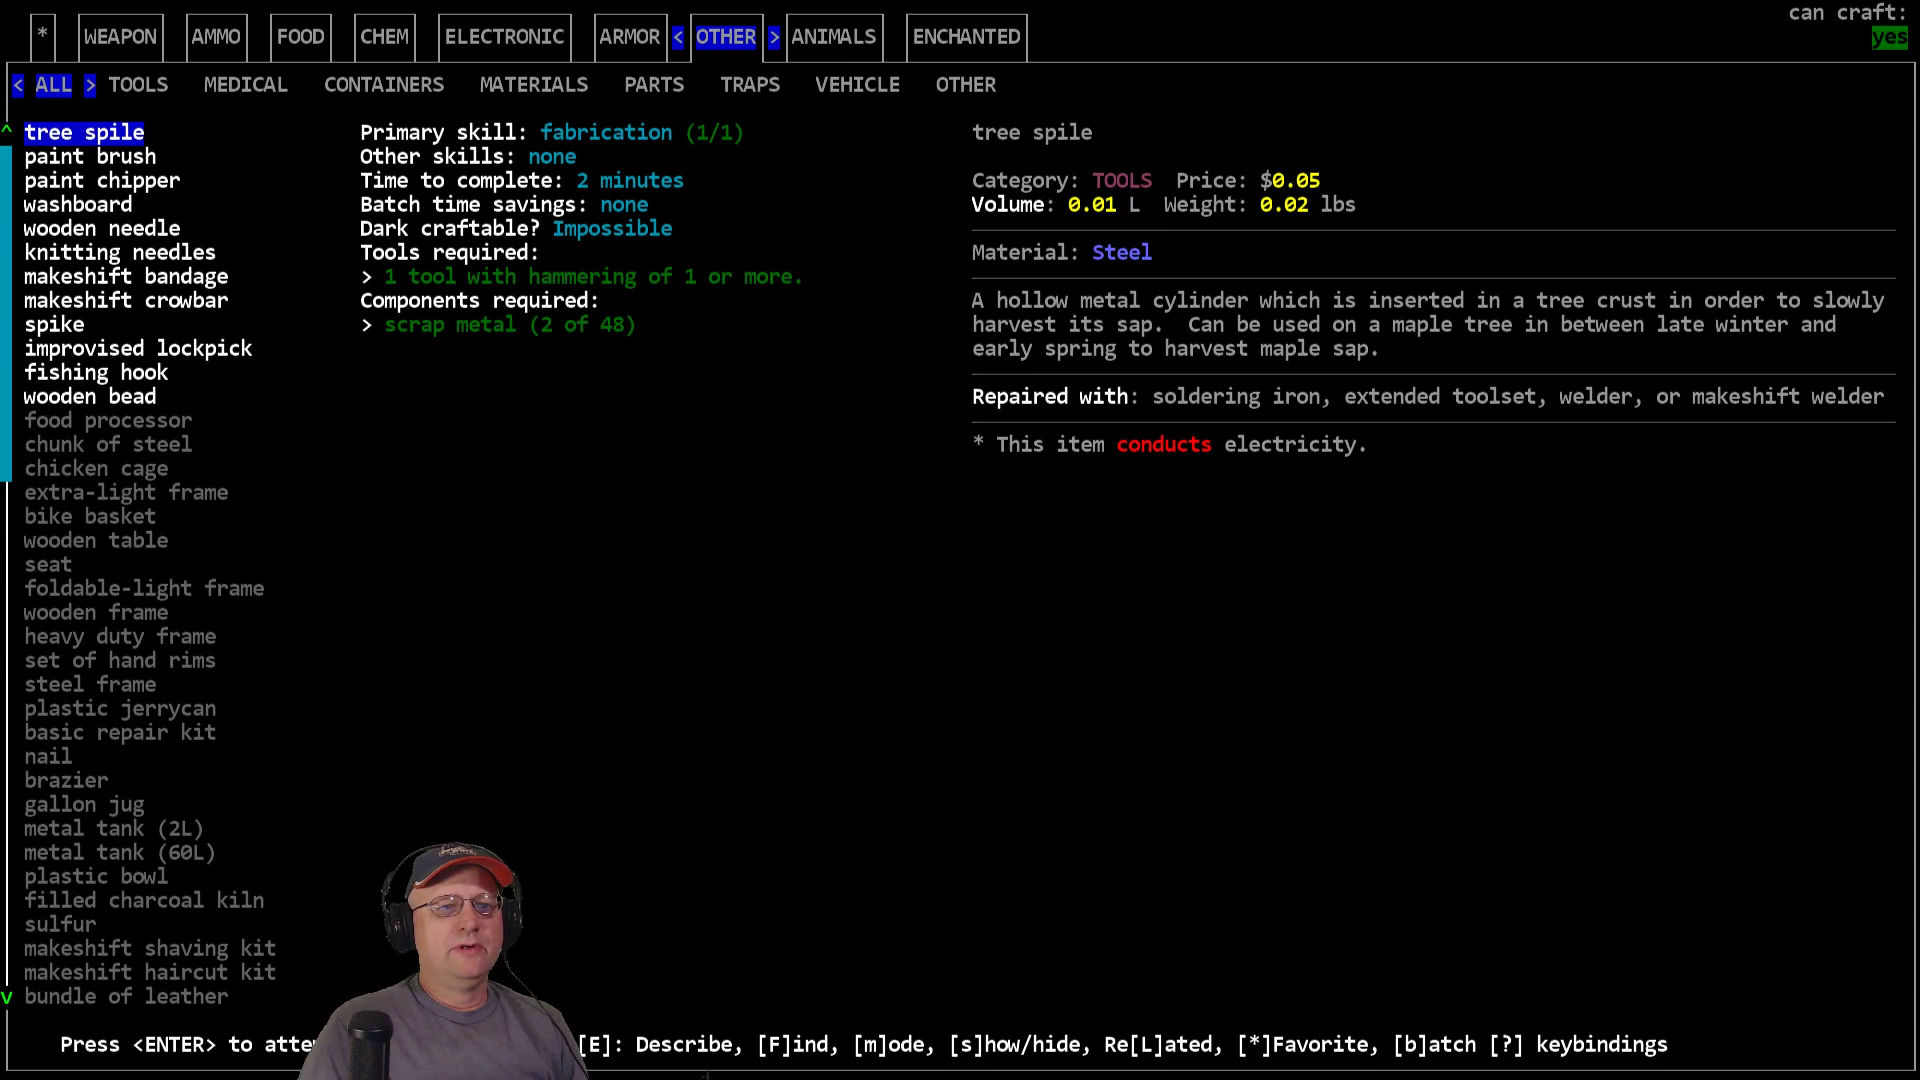 can craft:
* WEAPON AMMO FOOD CHEM ELECTRONIC ARMOR < OTHER > ANIMALS ENCHANTED yes
< ALL > TOOLS MEDICAL CONTAINERS MATERIALS PARTS TRAPS VEHICLE OTHER
^
tree spile
paint brush
paint chipper
washboard
wooden needle
knitting needles
makeshift bandage
makeshift crowbar
spike
improvised lockpick
fishing hook
wooden bead
food processor
chunk of steel
chicken cage
extra-light frame
bike basket
wooden table
seat
foldable-light frame
wooden frame
heavy duty frame
set of hand rims
steel frame
plastic jerrycan
basic repair kit
nail
brazier
gallon jug
metal tank (2L)
metal tank (60L)
plastic bowl
filled charcoal kiln
sulfur
makeshift shaving kit
makeshift haircut kit
v bundle of leather
Primary skill: fabrication (1/1)
Other skills: none
Time to complete: 2 minutes
Batch time savings: none
Dark craftable? Impossible
Tools required:
> 1 tool with hammering of 1 or more.
Components required:
> scrap metal (2 of 48)
tree spile
Category: TOOLS Price: $0.05
Volume: 0.01 L Weight: 0.02 lbs
Material: Steel
A hollow metal cylinder which is inserted in a tree crust in order to slowly
harvest its sap. Can be used on a maple tree in between late winter and
early spring to harvest maple sap.
Repaired with: soldering iron, extended toolset, welder, or makeshift welder
* This item conducts electricity.
Press <ENTER> to atte [E]: Describe, [F]ind, [m]ode, [s]how/hide, Re[L]ated, [*]Favorite, [b]atch [?] keybindings